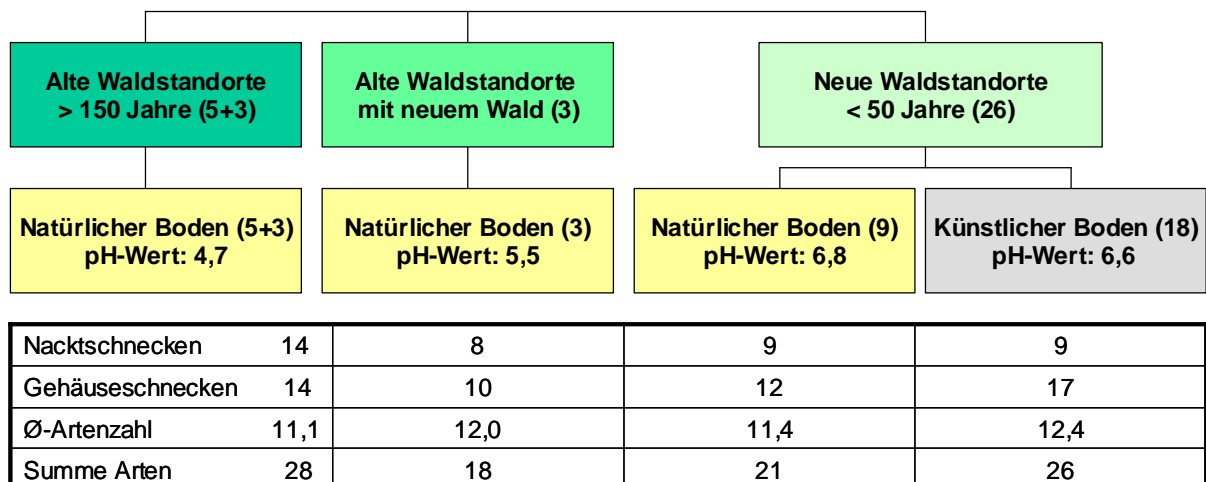 Alte Waldstandorte
> 150 Jahre (5+3)
Alte Waldstandorte
mit neuem Wald (3)
Neue Waldstandorte
< 50 Jahre (26)
Natürlicher Boden (5+3)
pH-Wert: 4,7
Natürlicher Boden (3)
pH-Wert: 5,5
Natürlicher Boden (9)
pH-Wert: 6,8
Künstlicher Boden (18)
pH-Wert: 6,6
Nacktschnecken 14 8 9 9
Gehäuseschnecken 14 10 12 17
Ø-Artenzahl 11,1 12,0 11,4 12,4
Summe Arten 28 18 21 26